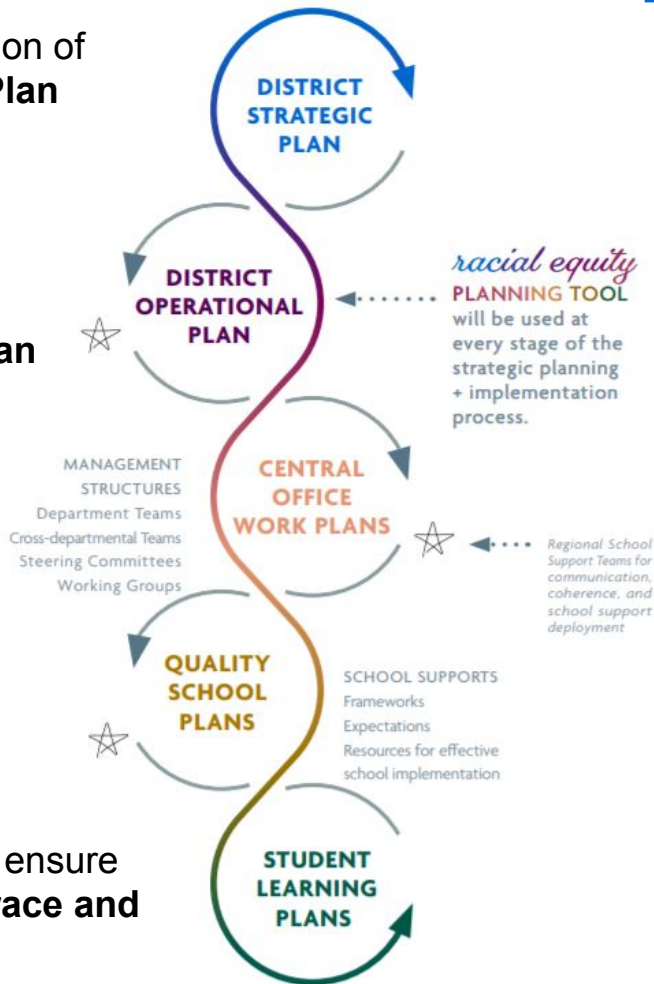 on of
Plan
DISTRICT
STRATEGIC
PLAN
DISTRICT
OPERATIONAL
PLAN
an
racial equity
PLANNING TOOL
will be used at
every stage of the
strategic planning
+ implementation
process.
MANAGEMENT
STRUCTURES
Department Teams
Cross-departmental Teams
Steering Committees
Working Groups
CENTRAL
OFFICE
WORK PLANS
Regional School
Support Teams for
communication,
coherence, and
school support
deployment
QUALITY
SCHOOL
PLANS
SCHOOL SUPPORTS
Frameworks
Expectations
Resources for effective
school implementation
ensure
race and
STUDENT
LEARNING
PLANS